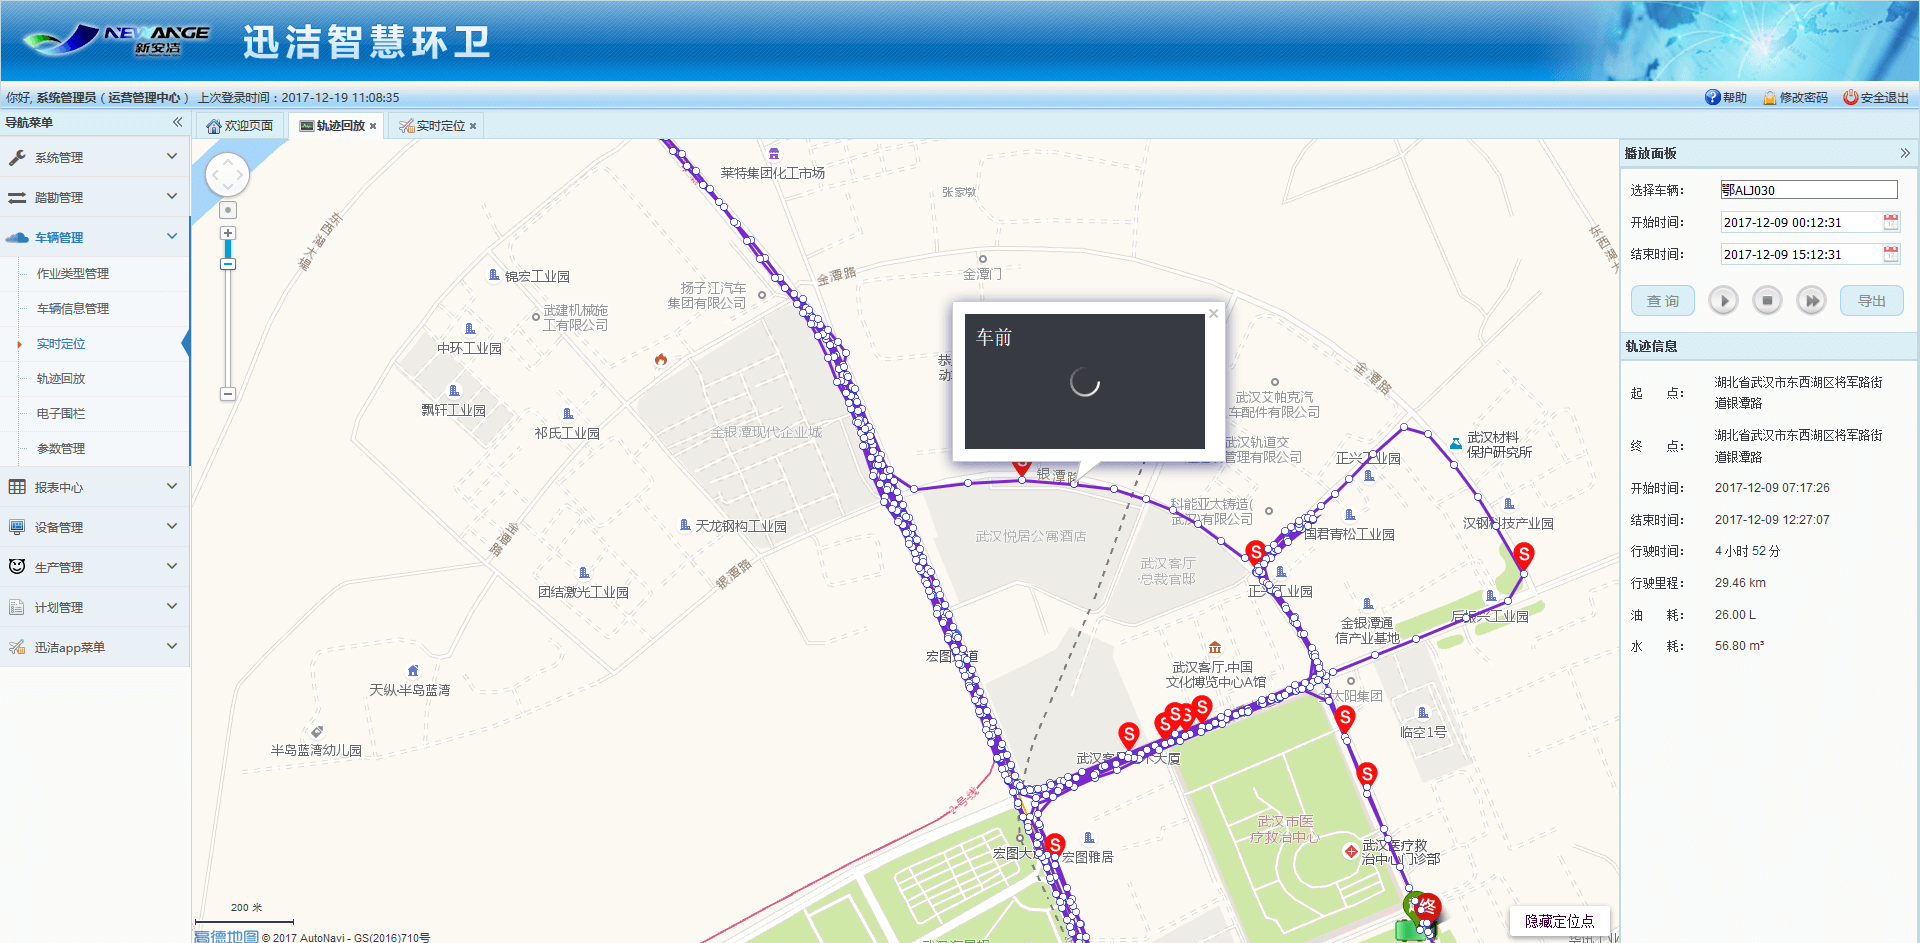 NEWANGE
新安洁
迅洁智慧环卫
你好, 系统管理员 ( 运营管理中心 ) 上次登录时间：2017-12-19 11:08:35
帮助
修改密码
安全退出
导航菜单
欢迎页面
轨迹回放
实时定位
系统管理
踏勘管理
车辆管理
作业类型管理
车辆信息管理
实时定位
轨迹回放
电子围栏
参数管理
报表中心
设备管理
生产管理
计划管理
迅洁app菜单
莱特集团化工市场
张家墩
东西湖大堤
金潭路
金潭门
锦宏工业园
扬子江汽车
集团有限公司
武建机械施
工有限公司
中环工业园
飘轩工业园
祁氏工业园
金银潭现代企业城
车前
金潭路
武汉艾帕克汽
车配件有限公司
武汉轨道交
管理有限公司
正兴工业园
武汉材料
保护研究所
银潭路
科能亚太铸造(
武汉)有限公司
汉钢科技产业园
国君青松工业园
天龙钢构工业园
金潭路
银潭路
武汉悦居公寓酒店
武汉客厅
·总裁官邸
团结激光工业园
正兴工业园
后振兴工业园
金银潭通
信产业基地
武汉客厅.中国
文化博览中心A馆
金太阳集团
临空1号
天纵·半岛蓝湾
半岛蓝湾幼儿园
2号线
宏图雅居
武汉市医
疗救治中心
武汉医疗救
治中心门诊部
终
隐藏定位点
200 米
高德地图 © 2017 AutoNavi - GS(2016)710号
播放面板
选择车辆： 鄂ALJ030
开始时间： 2017-12-09 00:12:31
结束时间： 2017-12-09 15:12:31
查 询
导出
轨迹信息
起 点： 湖北省武汉市东西湖区将军路街
道银潭路
终 点： 湖北省武汉市东西湖区将军路街
道银潭路
开始时间： 2017-12-09 07:17:26
结束时间： 2017-12-09 12:27:07
行驶时间： 4 小时 52 分
行驶里程： 29.46 km
油 耗： 26.00 L
水 耗： 56.80 m³